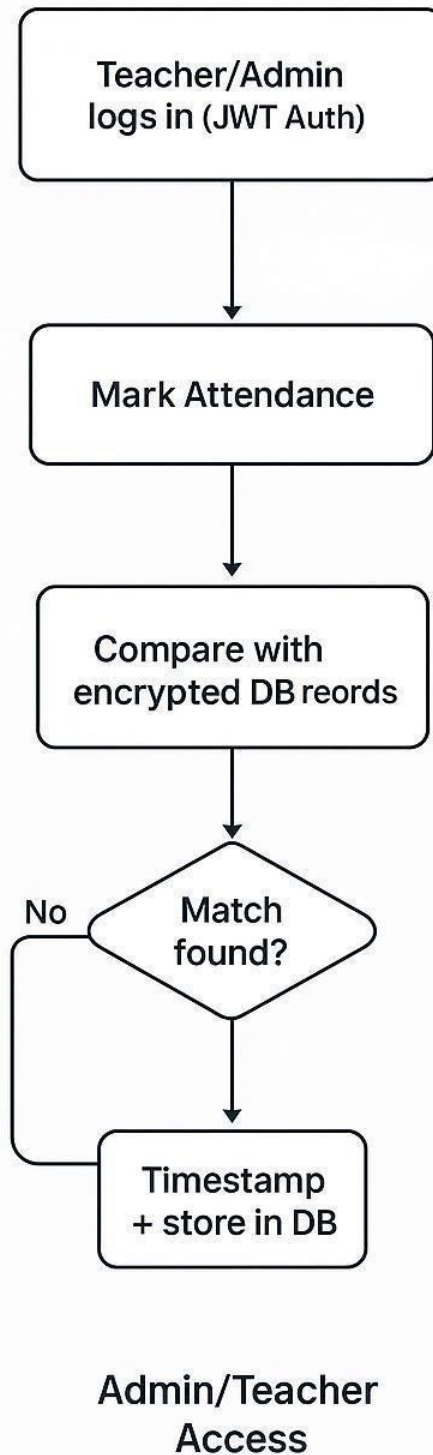 Teacher/Admin
logs in (JWT Auth)
Mark Attendance
Compare with
encrypted DB reords
No
Match
found?
Timestamp
+ store in DB
Admin/Teacher
Access